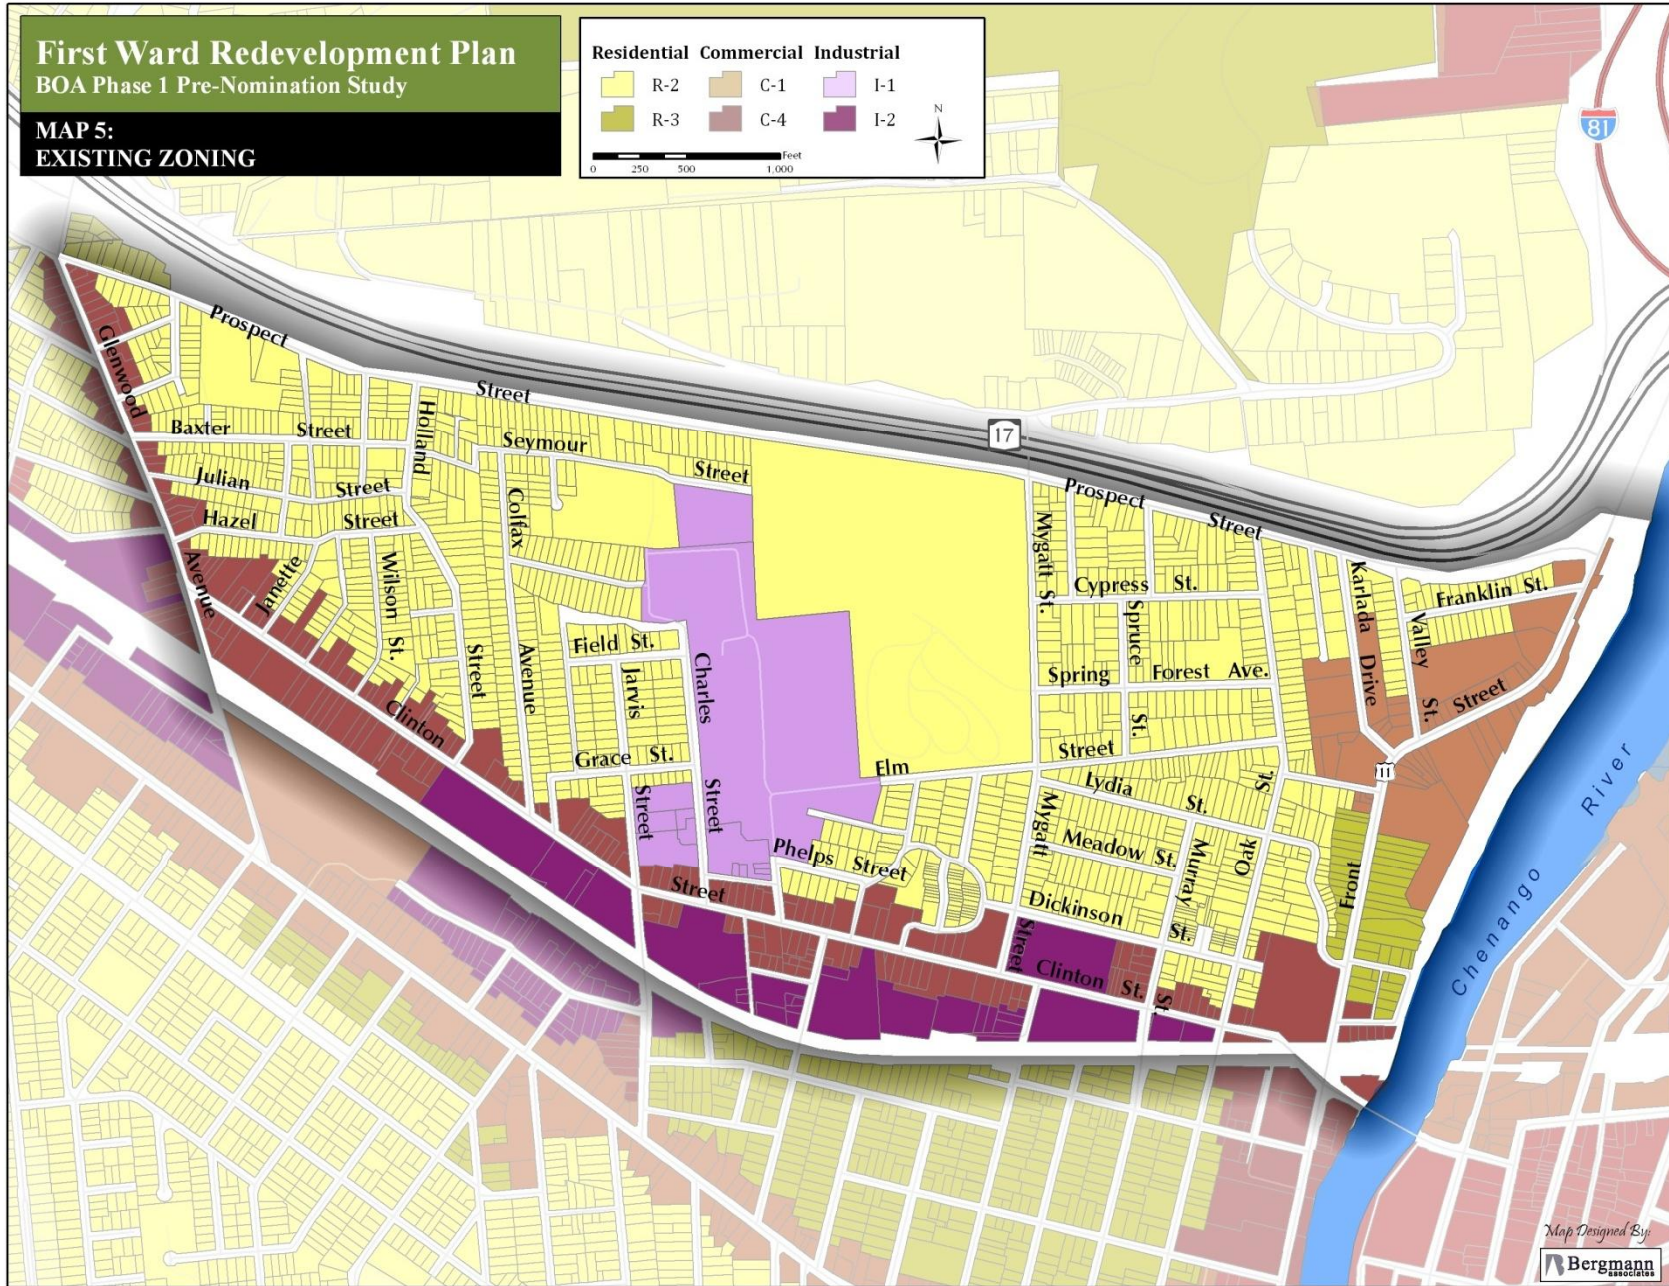 First Ward Redevelopment Plan
BOA Phase 1 Pre-Nomination Study
MAP 5:
EXISTING ZONING
Residential Commercial Industrial
R-2 C-1 I-1
R-3 C-4 I-2
N
Feet
0 250 500 1,000
81
Prospect
Glenwood
Street
Holland
Baxter Street
Seymour
17
Julian Street
Street
Prospect
Colfax
Street
Hazel Street
Mygatt St.
Avenue
Janette
Wilson St.
Karlada
Cypress St.
Franklin St.
Spruce
Valley
Field St.
Street
Avenue
Jarvis
Charles
Spring Forest Ave.
Drive
St.
Street
Clinton
St.
Grace St.
Street
Elm
11
River
Street
Street
Lydia St.
St.
Mygatt
Meadow St.
Murray
Oak
Phelps Street
Front
Street
Dickinson St.
Chenango
Street
Clinton St.
St.
Map Designed By:
Bergmann
associates